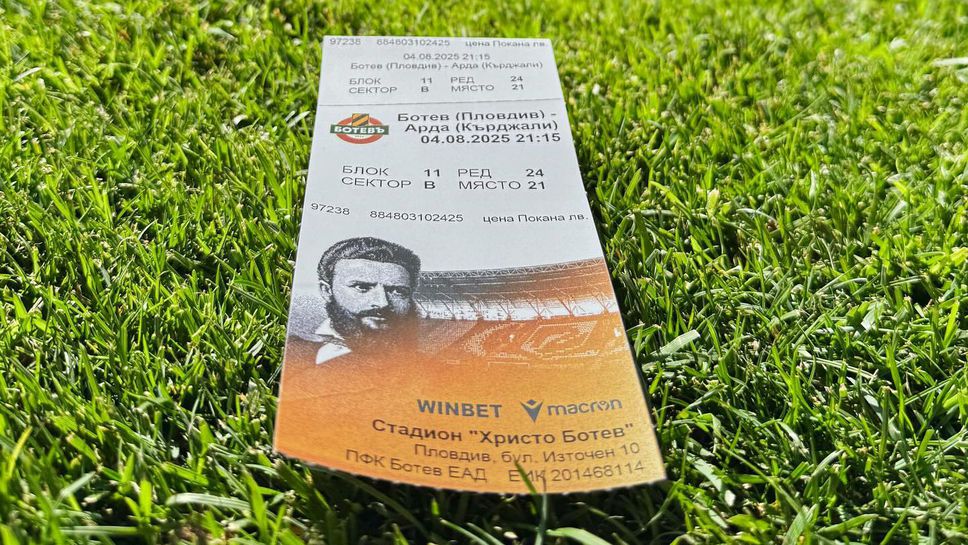 97238 884603102425 цена Покана лв.
04.08.2025 21:15
Ботев (Пловдив) - Арда (Кърджали)
БЛОК 11 РЕД 24
СЕКТОР В МЯСТО 21
БОТЕВЪ
Ботев (Пловдив) -
Арда (Кърджали)
04.08.2025 21:15
БЛОК 11 РЕД 24
СЕКТОР В МЯСТО 21
97238 884803102425 цена Покана лв.
WINBET macron
Стадион "Христо Ботев"
Пловдив, бул. Източен 10
ПФК Ботев ЕАД ЕИК 201468114